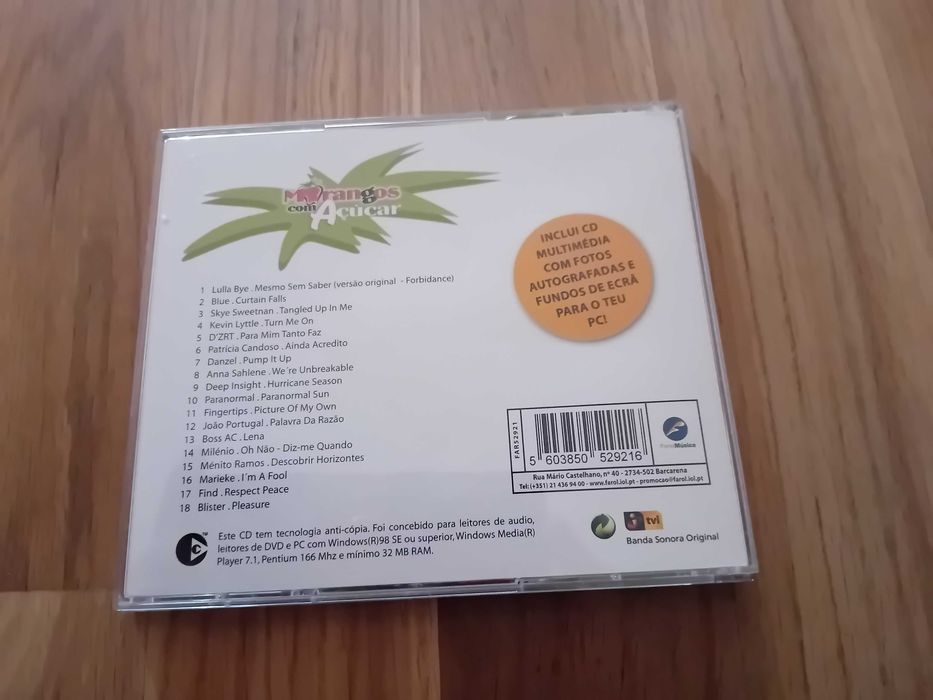 Morangos
com Açúcar
INCLUI CD
MULTIMÉDIA
COM FOTOS
AUTOGRAFADAS E
FUNDOS DE ECRÃ
PARA O TEU
PC!
1 Lulla Bye . Mesmo Sem Saber (versão original - Forbidance)
2 Blue . Curtain Falls
3 Skye Sweetnan . Tangled Up In Me
4 Kevin Lyttle . Turne Me On
5 D'ZRT . Para Mim Tanto Faz
6 Patrícia Candoso . Ainda Acredito
7 Danzel . Pump It Up
8 Anna Sahlene . We´re Unbreakable
9 Deep Insight . Hurricane Season
10 Paranormal . Paranormal Sun
11 Fingertips . Picture Of My Own
12 João Portugal . Palavra Da Razão
13 Boss AC . Lena
14 Milénio . Oh Não - Diz-me Quando
15 Ménito Ramos . Descobrir Horizontes
16 Marieke . I´m A Fool
17 Find . Respect Peace
18 Blister . Pleasure
FAR52921
5 603850 529216
Farol Música
Rua Mário Castelhano, nº 40 - 2734-502 Barcarena
Tel: (+351) 21 436 94 00 - www.farol.iol.pt - promocao@farol.iol.pt
Este CD tem tecnologia anti-cópia. Foi concebido para leitores de audio,
leitores de DVD e PC com Windows(R)98 SE ou superior, Windows Media(R)
Player 7.1, Pentium 166 Mhz e mínimo 32 MB RAM.
TM
C
tvi
Banda Sonora Original